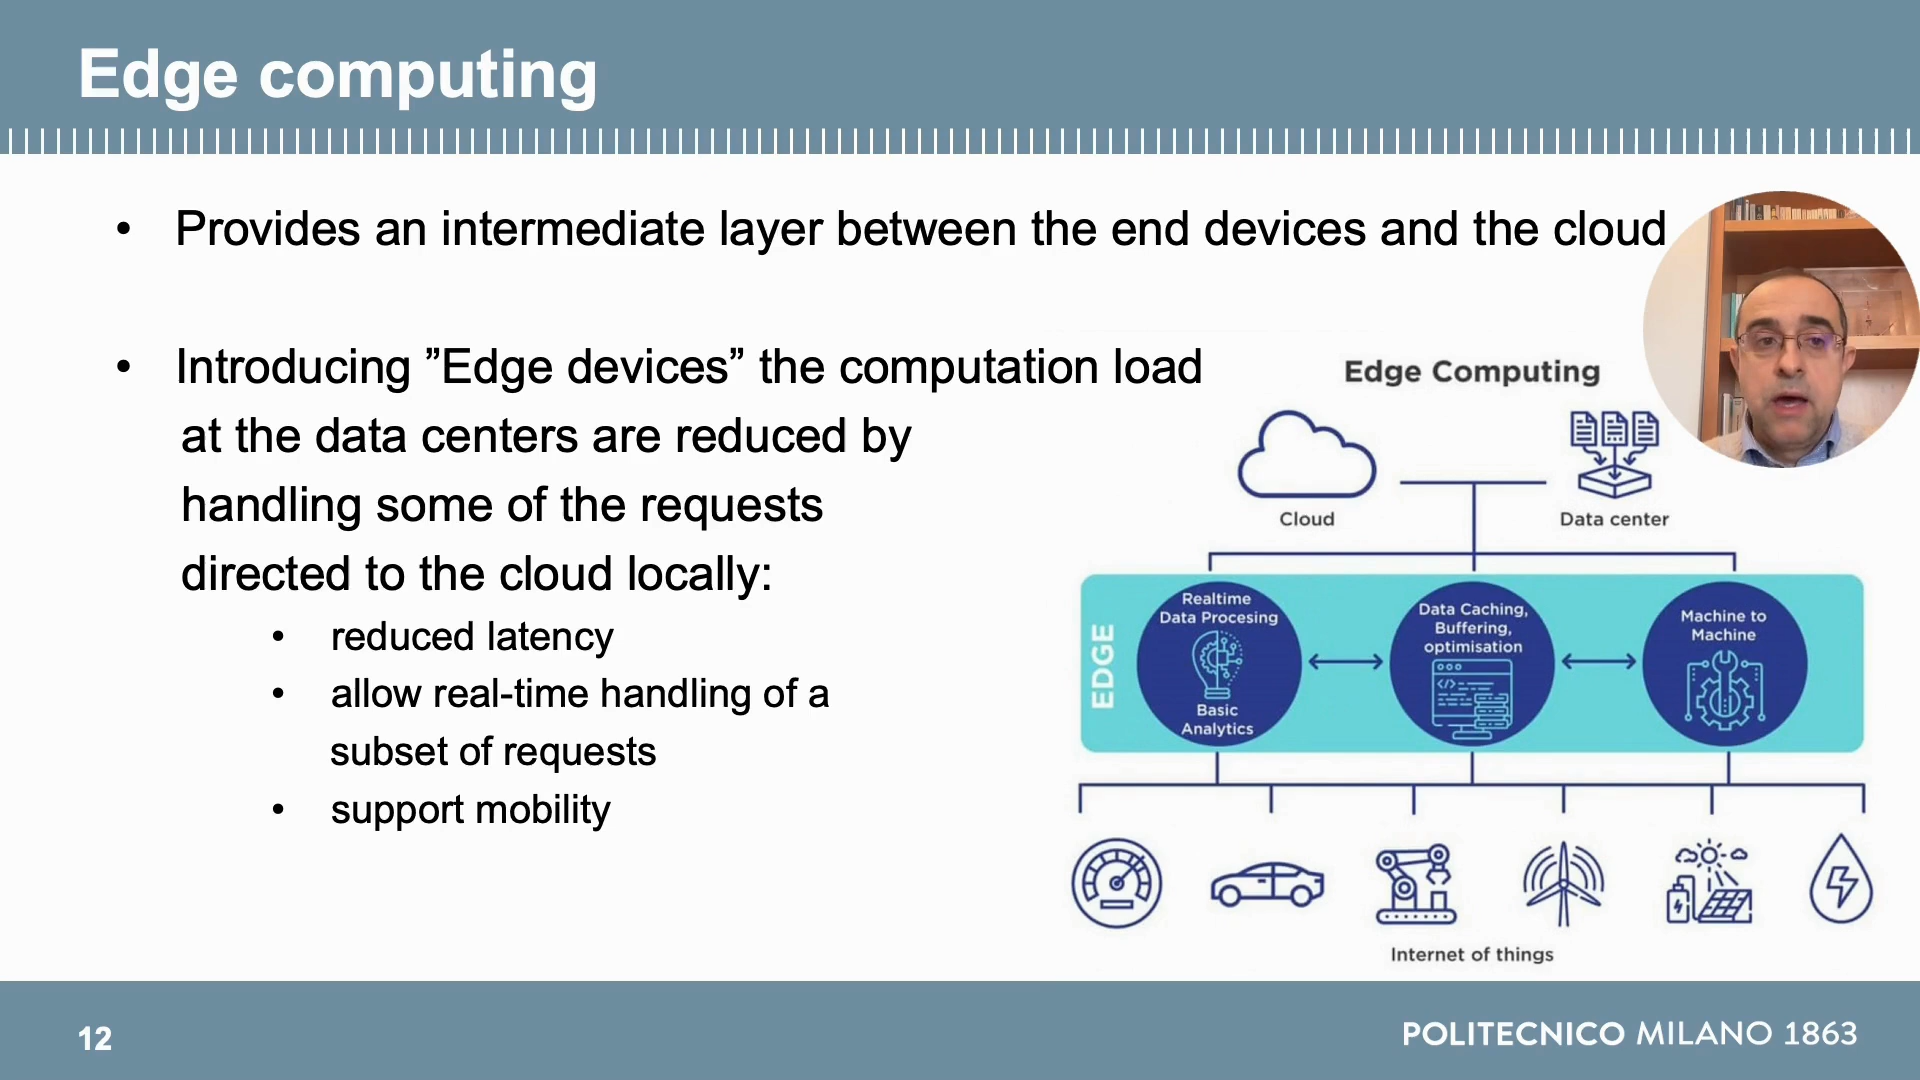 Edge computing
• Provides an intermediate layer between the end devices and the cloud
• Introducing ”Edge devices” the computation load
at the data centers are reduced by
handling some of the requests
directed to the cloud locally:
• reduced latency
• allow real-time handling of a
subset of requests
• support mobility
Edge Computing
Cloud
Data center
EDGE
Realtime
Data Procesing
Basic
Analytics
Data Caching,
Buffering,
optimisation
Machine to
Machine
Internet of things
12
POLITECNICO MILANO 1863